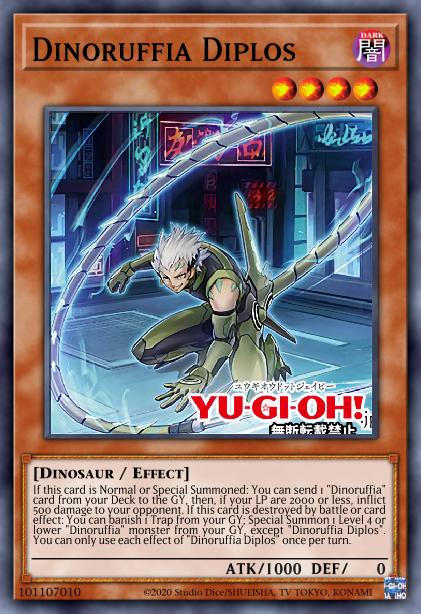 DINORUFFIA DIPLOS
DARK
闇
ユウギオウドットジェイピー
YU-GI-OH!
無断転載禁止
[DINOSAUR / EFFECT]
If this card is Normal or Special Summoned: You can send 1 "Dinoruffia"
card from your Deck to the GY, then, if your LP are 2000 or less, inflict
500 damage to your opponent. If this card is destroyed by battle or card
effect: You can banish 1 Trap from your GY; Special Summon 1 Level 4 or
lower "Dinoruffia" monster from your GY, except "Dinoruffia Diplos".
You can only use each effect of "Dinoruffia Diplos" once per turn.
ATK/1000 DEF/ 0
101107010
©2020 Studio Dice/SHUEISHA, TV TOKYO, KONAMI